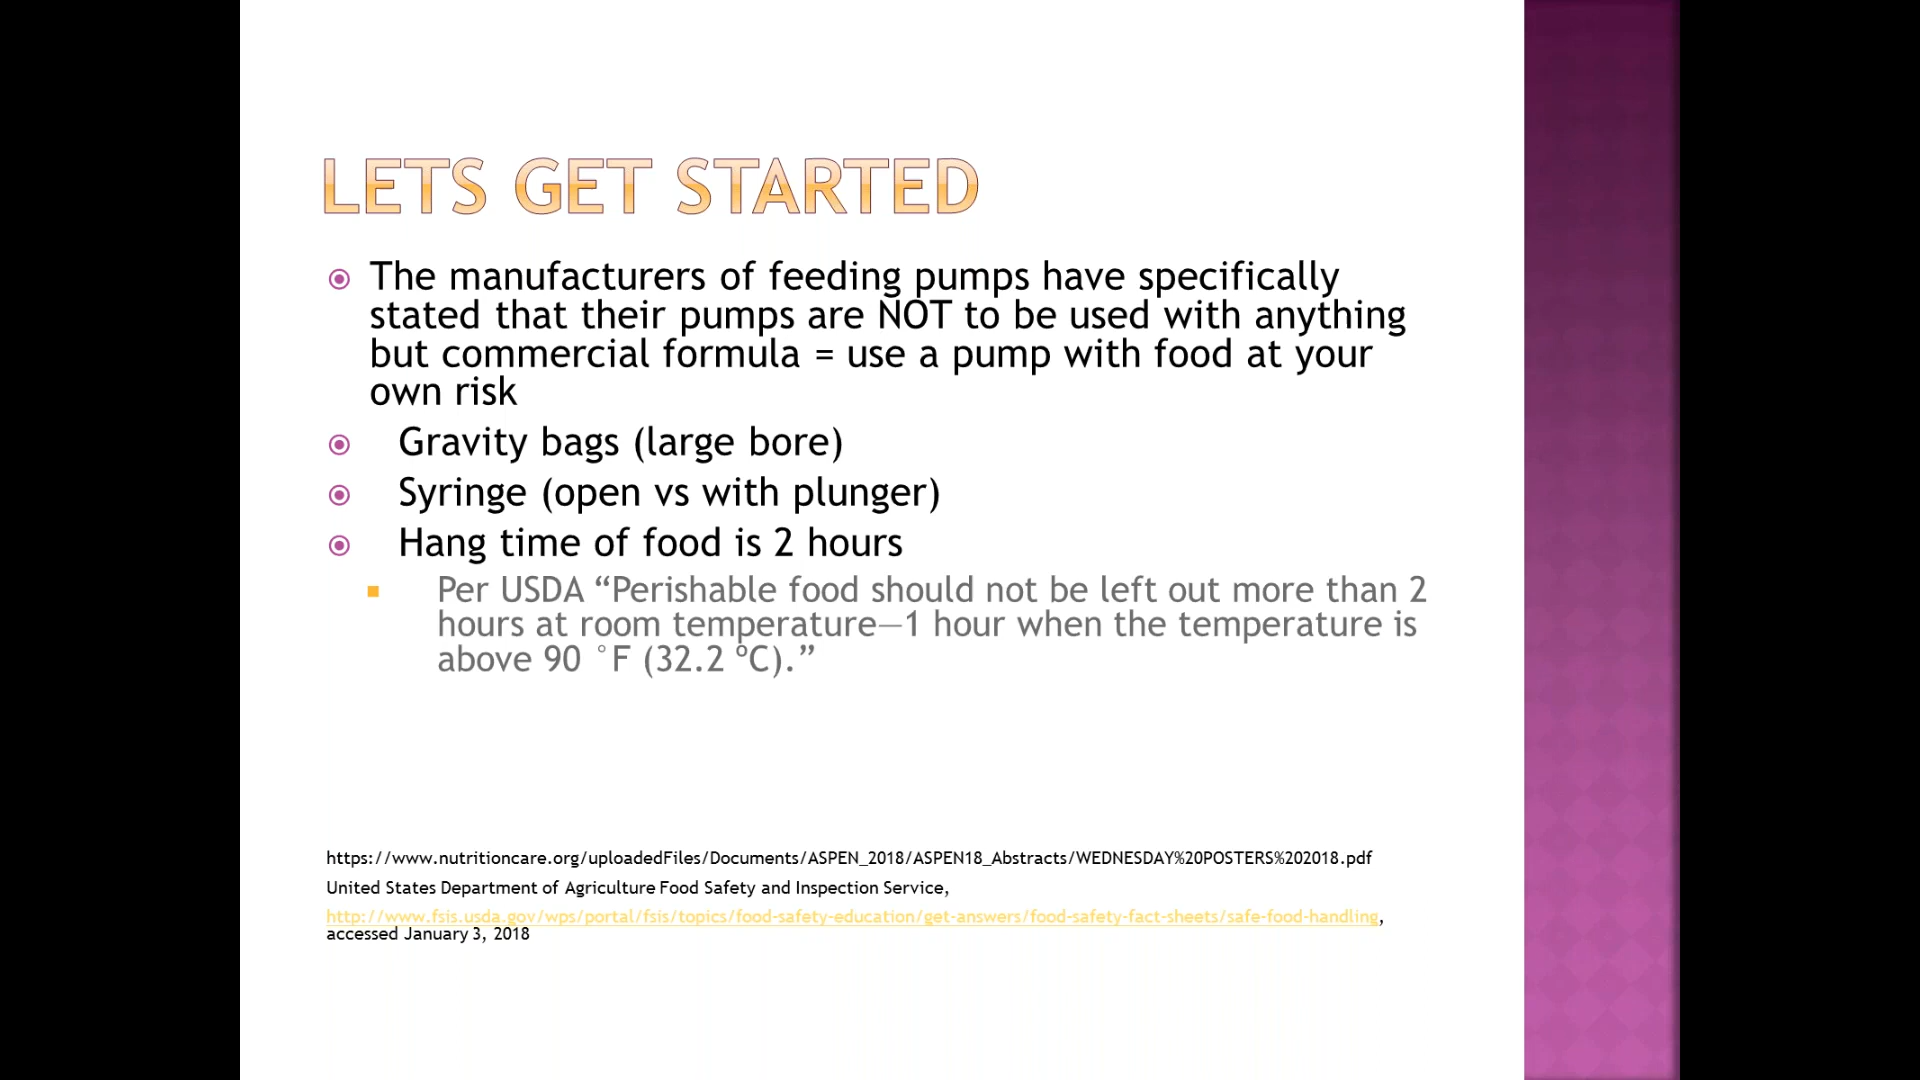 LETS GET STARTED
The manufacturers of feeding pumps have specifically
stated that their pumps are NOT to be used with anything
but commercial formula = use a pump with food at your
own risk
Gravity bags (large bore)
Syringe (open vs with plunger)
Hang time of food is 2 hours
Per USDA “Perishable food should not be left out more than 2
hours at room temperature—1 hour when the temperature is
above 90 °F (32.2 ºC).”
https://www.nutritioncare.org/uploadedFiles/Documents/ASPEN_2018/ASPEN18_Abstracts/WEDNESDAY%20POSTERS%202018.pdf
United States Department of Agriculture Food Safety and Inspection Service,
http://www.fsis.usda.gov/wps/portal/fsis/topics/food-safety-education/get-answers/food-safety-fact-sheets/safe-food-handling,
accessed January 3, 2018